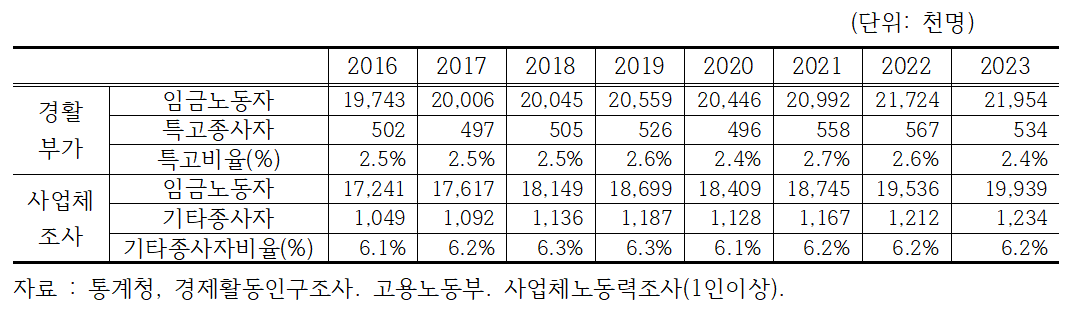 (단위: 천명)
2016 2017 2018 2019 2020 2021 2022 2023
경활부가 임금노동자 19,743 20,006 20,045 20,559 20,446 20,992 21,724 21,954
특고종사자 502 497 505 526 496 558 567 534
특고비율(%) 2.5% 2.5% 2.5% 2.6% 2.4% 2.7% 2.6% 2.4%
사업체조사 임금노동자 17,241 17,617 18,149 18,699 18,409 18,745 19,536 19,939
기타종사자 1,049 1,092 1,136 1,187 1,128 1,167 1,212 1,234
기타종사자비율(%) 6.1% 6.2% 6.3% 6.3% 6.1% 6.2% 6.2% 6.2%
자료 : 통계청, 경제활동인구조사. 고용노동부. 사업체노동력조사(1인이상).